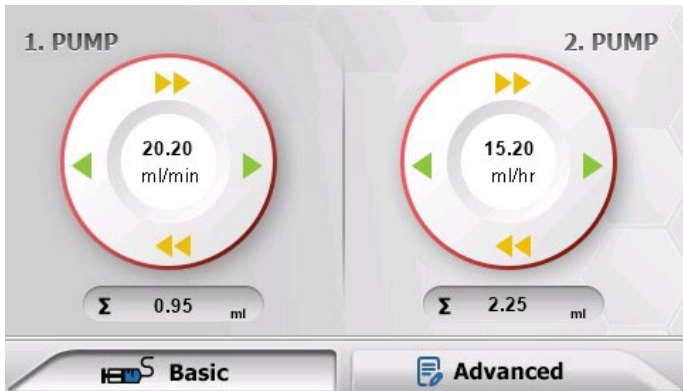 1. PUMP
20.20
ml/min
Σ 0.95 ml
2. PUMP
15.20
ml/hr
Σ 2.25 ml
Basic
Advanced